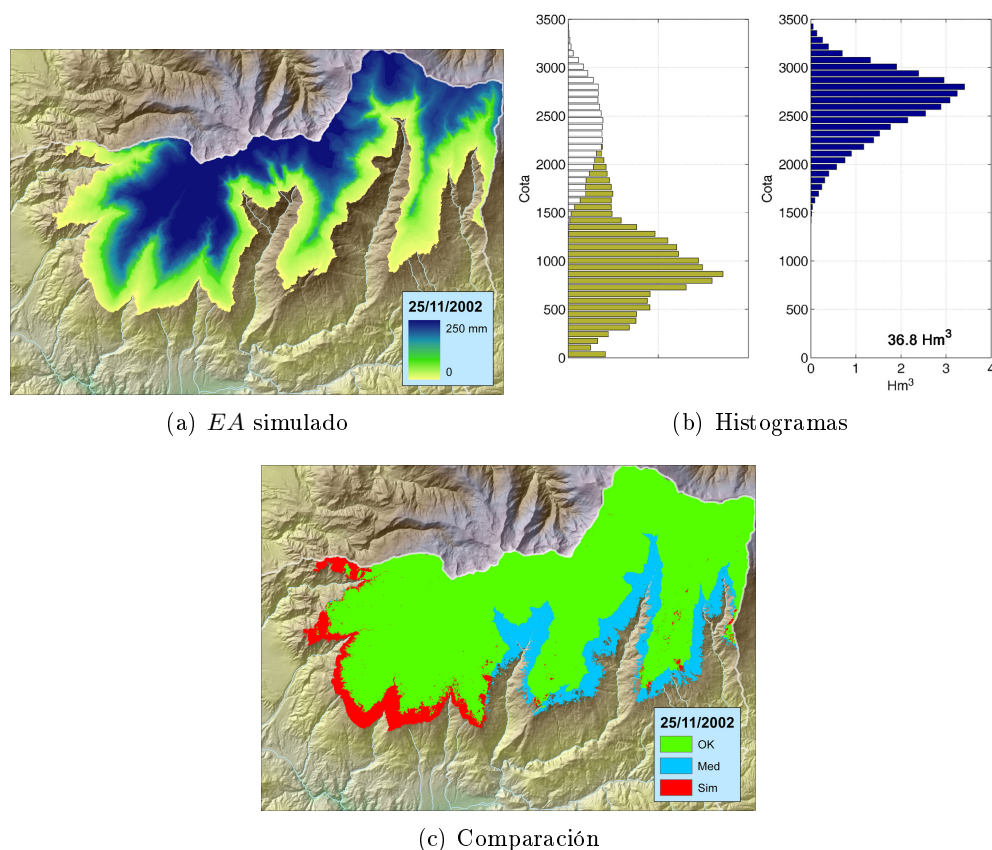 25/11/2002
250 mm
0
(a) EA simulado
3500
3000
2500
2000
1500
1000
500
0
Cota
3500
3000
2500
2000
1500
1000
500
0
Cota
36.8 Hm³
0 1 2 3 4
Hm³
(b) Histogramas
25/11/2002
OK
Med
Sim
(c) Comparación